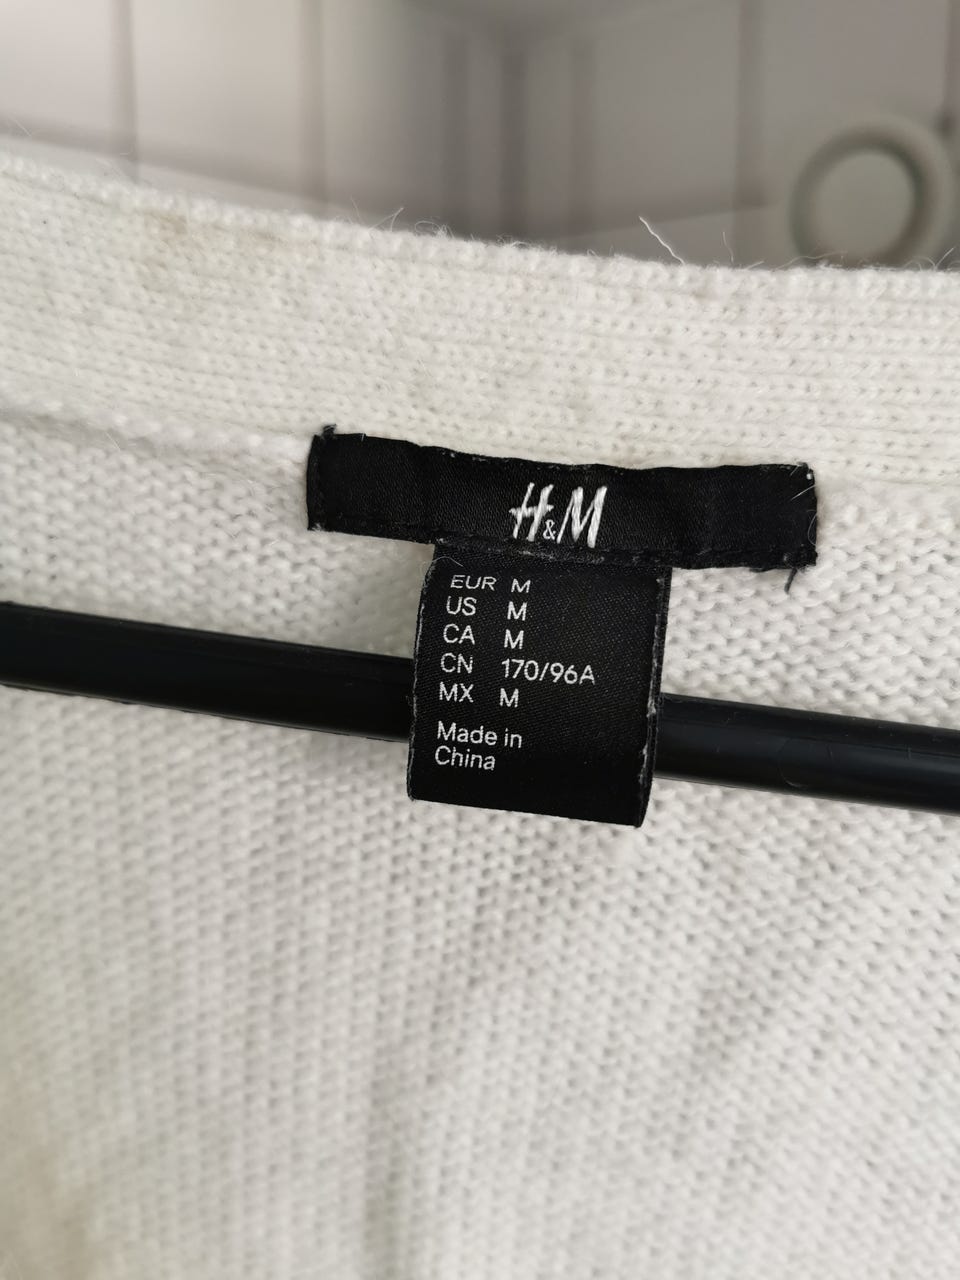 H&M
EUR M
US M
CA M
CN 170/96A
MX M
Made in
China